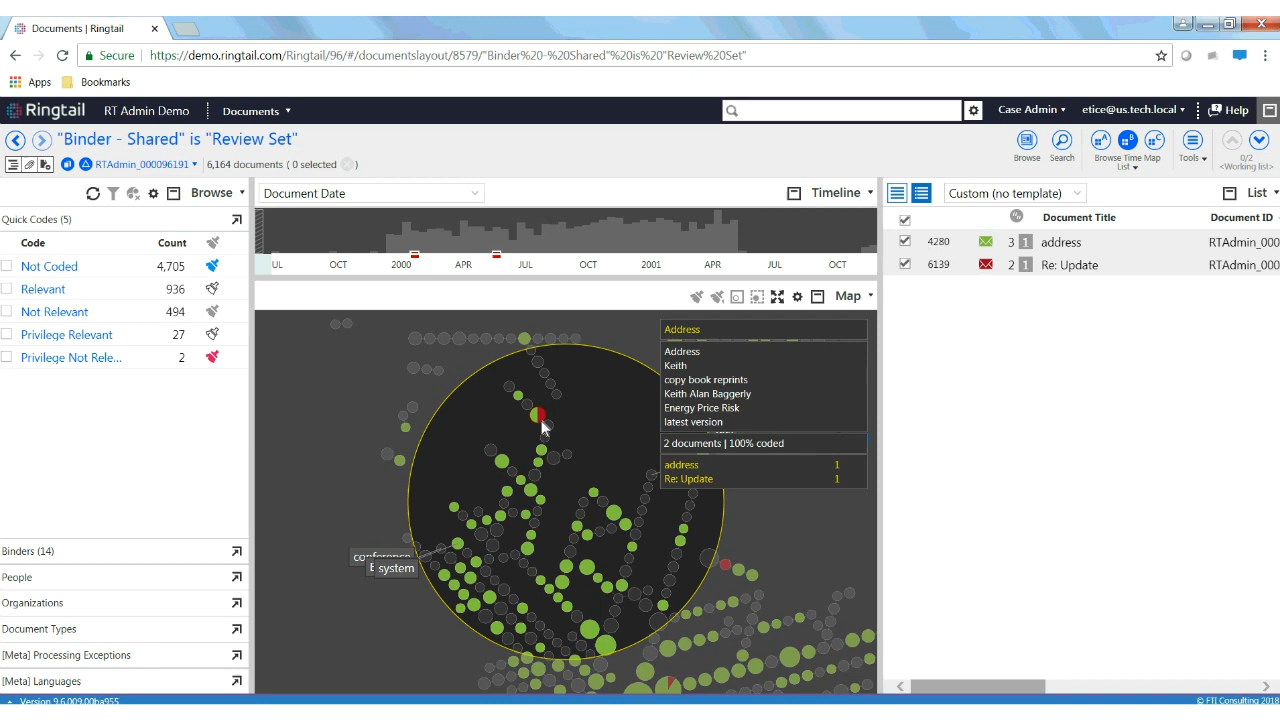 Documents | Ringtail
Secure | https://demo.ringtail.com/Ringtail/96/#/documentslayout/8579/"Binder%20-%20Shared"%20is%20"Review%20Set"
Apps Bookmarks
Ringtail RT Admin Demo Documents Case Admin etice@us.tech.local Help
"Binder - Shared" is "Review Set"
RTAdmin_000096191 6,164 documents ( 0 selected )
Browse Search Browse Time Map List Tools 0/2 <Working list>
Browse
Document Date
Timeline
Custom (no template)
List
Quick Codes (5)
Code Count
Not Coded 4,705
Relevant 936
Not Relevant 494
Privilege Relevant 27
Privilege Not Rele... 2
UL OCT 2000 APR JUL OCT 2001 APR JUL OCT
Map
Document Title Document ID
4280 3 1 address RTAdmin_000
6139 2 1 Re: Update RTAdmin_000
Address
Address
Keith
copy book reprints
Keith Alan Baggerly
Energy Price Risk
latest version
2 documents | 100% coded
address 1
Re: Update 1
conference
system
Binders (14)
People
Organizations
Document Types
[Meta] Processing Exceptions
[Meta] Languages
Version 9.6.009.00ba955
© FTI Consulting 2018